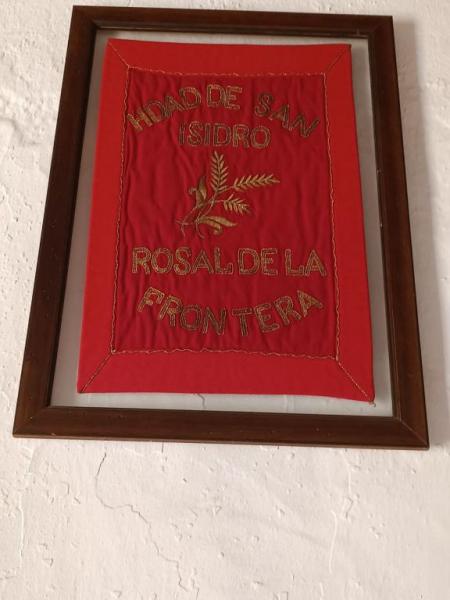 HDAD DE SAN
ISIDRO
ROSAL DE LA
FRONTERA